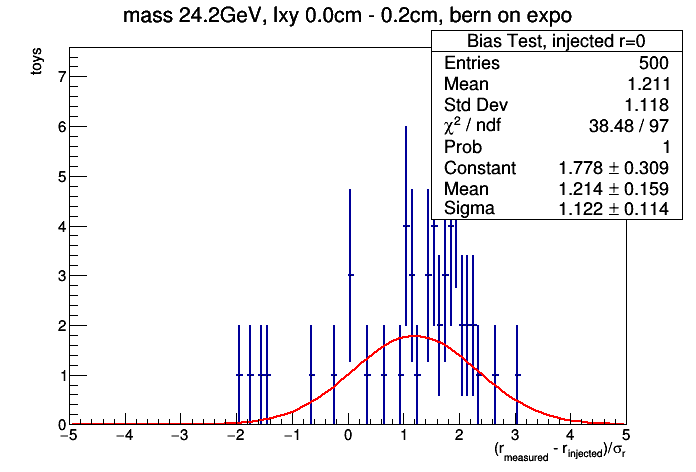 mass 24.2GeV, lxy 0.0cm - 0.2cm, bern on expo
Bias Test, injected r=0
Entries 500
Mean 1.211
Std Dev 1.118
χ² / ndf 38.48 / 97
Prob 1
Constant 1.778 ± 0.309
Mean 1.214 ± 0.159
Sigma 1.122 ± 0.114
toys
7
6
5
4
3
2
1
0
−5 −4 −3 −2 −1 0 1 2 3 4 5
(r_measured - r_injected)/σ_r